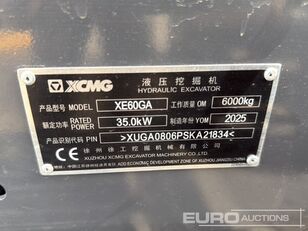 XCMG 液压挖掘机
HYDRAULIC EXCAVATOR
产品型号 MODEL XE60GA 工作质量 OM 6000kg
额定功率 RATED POWER 35.0kW 制造年份 YOM 2025
产品识别代码 PIN >XUGA0806PSKA21834<
徐州徐工挖掘机械有限公司
XUZHOU XCMG EXCAVATOR MACHINERY CO.,LTD
EURO
AUCTIONS